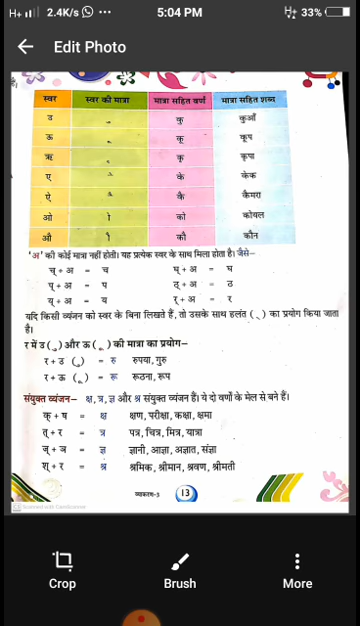 H+ 2.4K/s ... 5:04 PM 33%
Edit Photo
स्वर स्वर की मात्रा मात्रा सहित वर्ण मात्रा सहित शब्द
उ ु कु कुआँ
ऊ ू कू कूप
ऋ ृ कृ कृपा
ए े के केक
ऐ ै कै कैमरा
ओ ो को कोयल
औ ौ कौ कौन
'अ' की कोई मात्रा नहीं होती। यह प्रत्येक स्वर के साथ मिला होता है। जैसे–
च् + अ = च घ् + अ = घ
प् + अ = प ठ् + अ = ठ
य् + अ = य र् + अ = र
यदि किसी व्यंजन को स्वर के बिना लिखते हैं, तो उसके साथ हलंत (्) का प्रयोग किया जाता
है।
र में उ (ु) और ऊ (ू) की मात्रा का प्रयोग–
र + उ (ु) = रु रुपया, गुरु
र + ऊ (ू) = रू रूठना, रूप
संयुक्त व्यंजन– क्ष, त्र, ज्ञ और श्र संयुक्त व्यंजन हैं। ये दो वर्णों के मेल से बने हैं।
क् + ष = क्ष क्षण, परीक्षा, कक्षा, क्षमा
त् + र = त्र पत्र, चित्र, मित्र, यात्रा
ज् + ञ = ज्ञ ज्ञानी, आज्ञा, अज्ञात, संज्ञा
श् + र = श्र श्रमिक, श्रीमान, श्रवण, श्रीमती
व्याकरण-3 13
CS Scanned with CamScanner
Crop Brush More